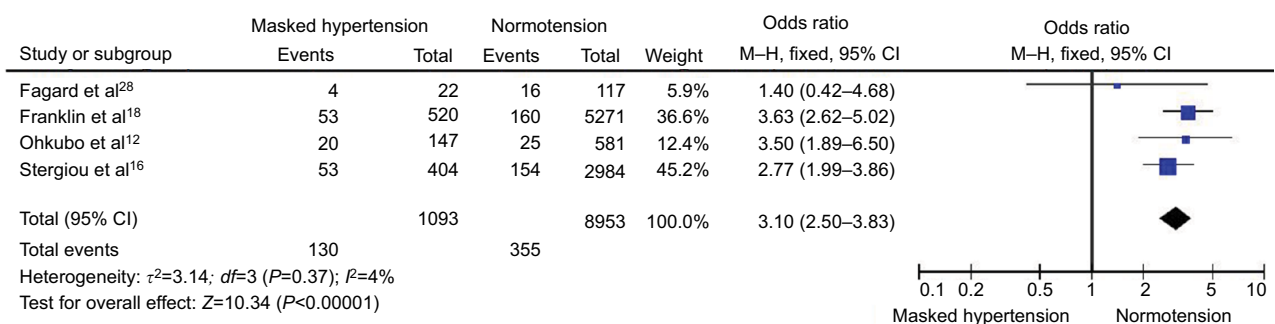 Masked hypertension Normotension Odds ratio Odds ratio
Study or subgroup Events Total Events Total Weight M–H, fixed, 95% CI M–H, fixed, 95% CI
Fagard et al28 4 22 16 117 5.9% 1.40 (0.42–4.68)
Franklin et al18 53 520 160 5271 36.6% 3.63 (2.62–5.02)
Ohkubo et al12 20 147 25 581 12.4% 3.50 (1.89–6.50)
Stergiou et al16 53 404 154 2984 45.2% 2.77 (1.99–3.86)
Total (95% CI) 1093 8953 100.0% 3.10 (2.50–3.83)
Total events 130 355
Heterogeneity: τ2=3.14; df=3 (P=0.37); I2=4%
Test for overall effect: Z=10.34 (P<0.00001)
0.1 0.2 0.5 1 2 5 10
Masked hypertension Normotension